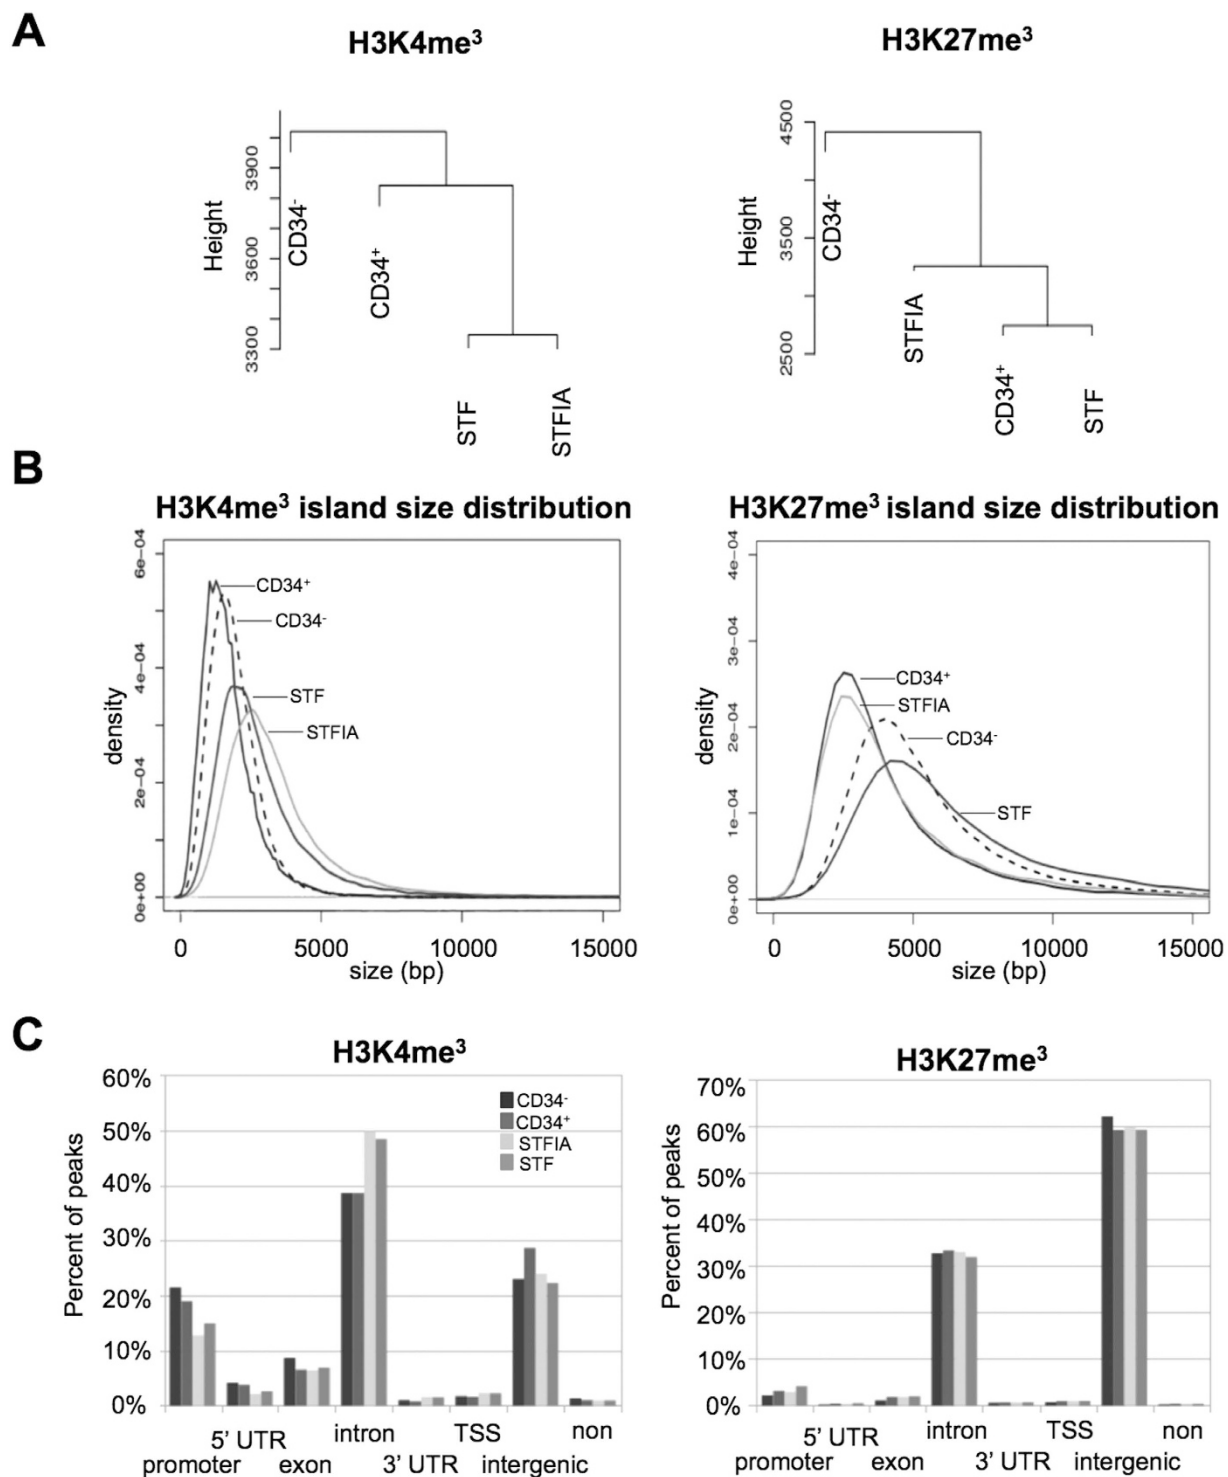 A
H3K4me³
H3K27me³
Height
3300
3600
3900
CD34⁻
CD34⁺
STF
STFIA
Height
2500
3500
4500
CD34⁻
STFIA
CD34⁺
STF
B
H3K4me³ island size distribution
H3K27me³ island size distribution
density
0e+00
2e-04
4e-04
6e-04
CD34⁺
CD34⁻
STF
STFIA
0 5000 10000 15000
size (bp)
density
0e+00
1e-04
2e-04
3e-04
4e-04
CD34⁺
STFIA
CD34⁻
STF
0 5000 10000 15000
size (bp)
C
H3K4me³
Percent of peaks
60%
50%
40%
30%
20%
10%
0%
CD34⁻
CD34⁺
STFIA
STF
5' UTR intron TSS non
promoter exon 3' UTR intergenic
H3K27me³
Percent of peaks
70%
60%
50%
40%
30%
20%
10%
0%
5' UTR intron TSS non
promoter exon 3' UTR intergenic